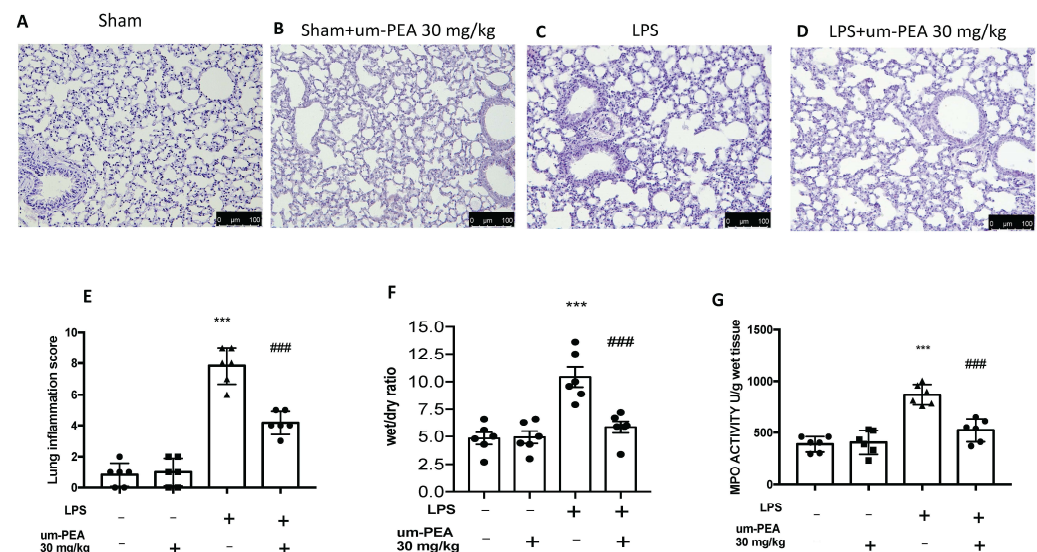 A Sham
B Sham+um-PEA 30 mg/kg
C LPS
D LPS+um-PEA 30 mg/kg
0 µm 100
0 µm 100
0 µm 100
0 µm 100
E
Lung inflammation score
10
8
6
4
2
0
***
###
LPS – – + +
um-PEA
30 mg/kg – + – +
F
wet/dry ratio
15.0
12.5
10.0
7.5
5.0
2.5
0.0
***
###
LPS – – + +
um-PEA
30 mg/kg – + – +
G
MPO ACTIVITY U/g wet tissue
1500
1000
500
0
***
###
LPS – – + +
um-PEA
30 mg/kg – + – +